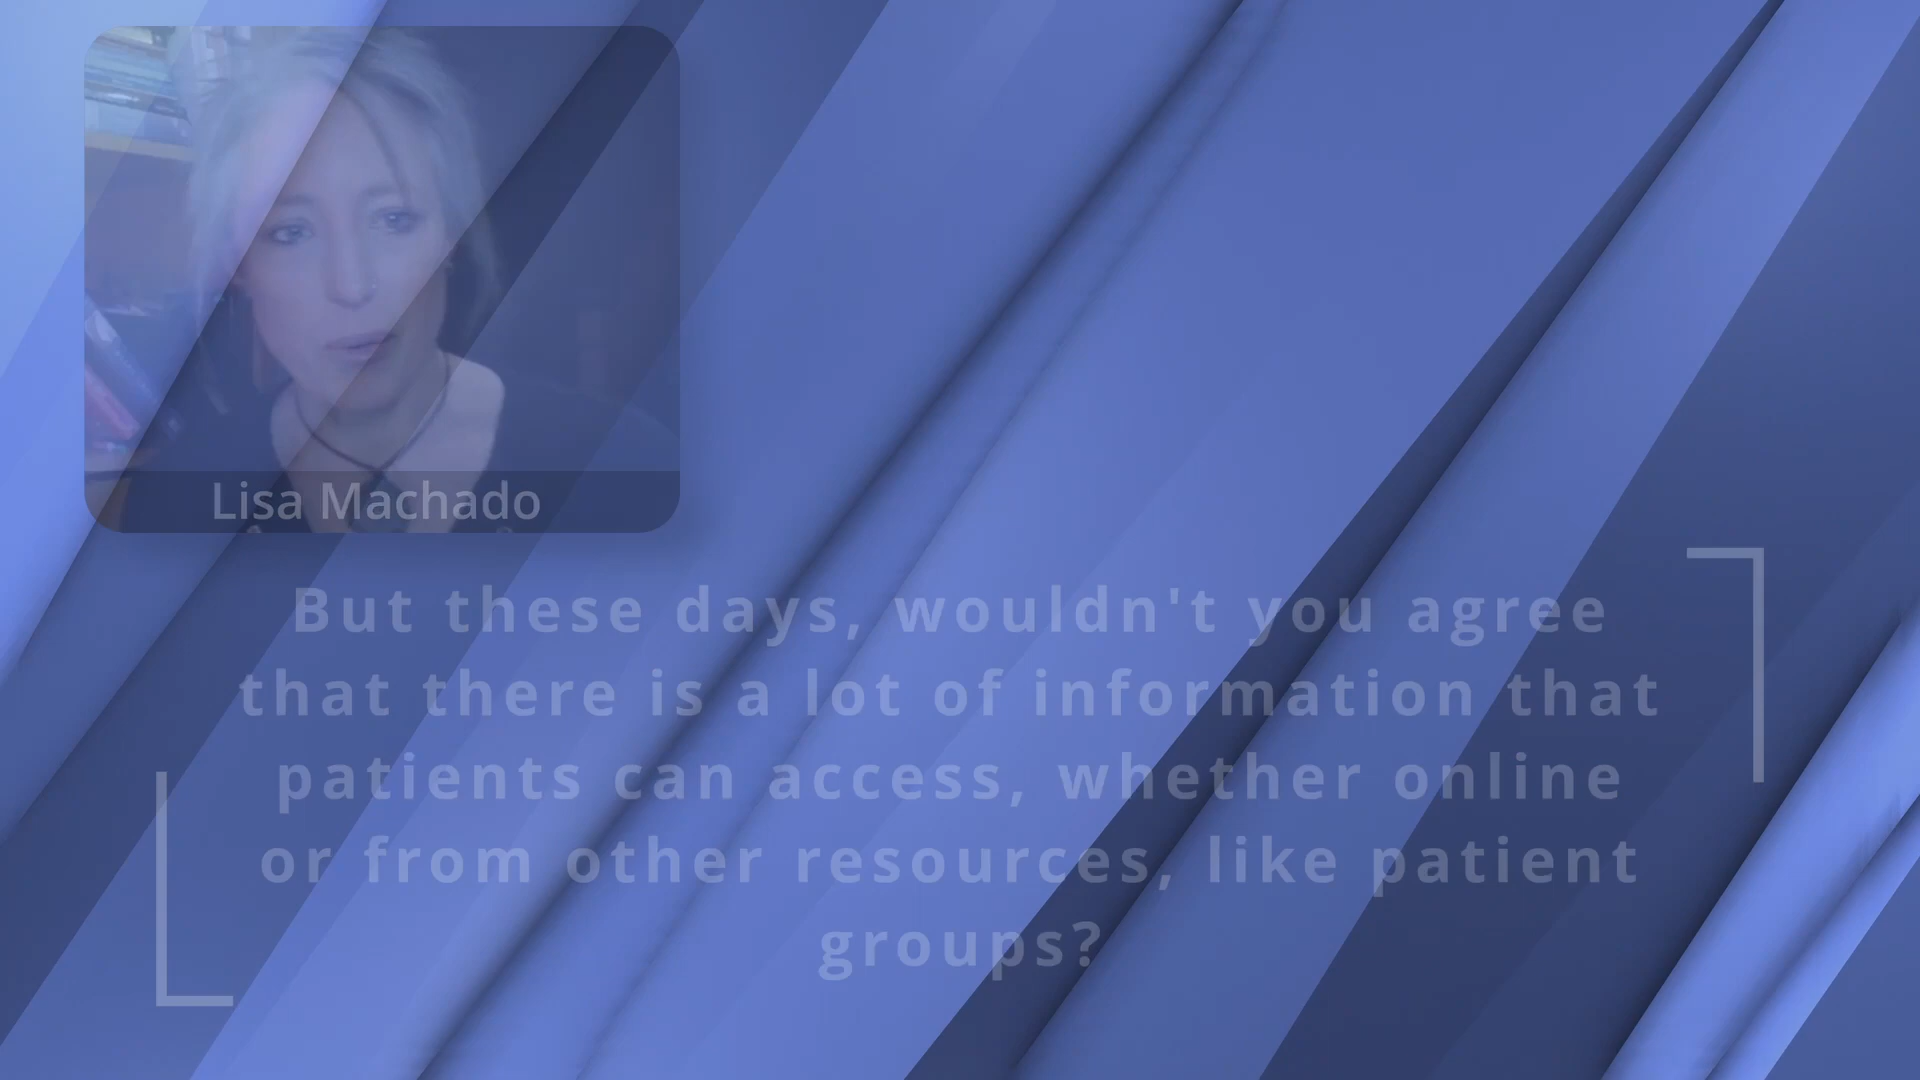 Lisa Machado
But these days, wouldn't you agree
that there is a lot of information that
patients can access, whether online
or from other resources, like patient
groups?